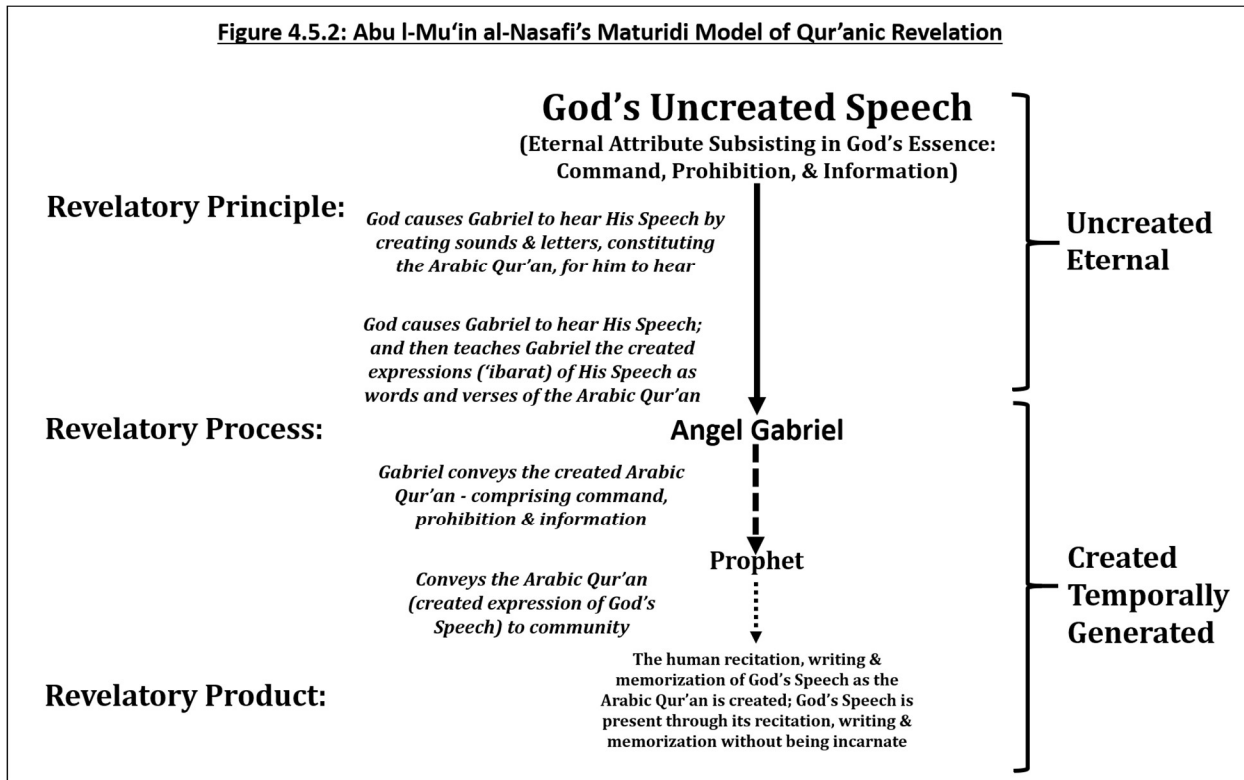 Figure 4.5.2: Abu l-Mu‘in al-Nasafi’s Maturidi Model of Qur’anic Revelation
God’s Uncreated Speech
(Eternal Attribute Subsisting in God’s Essence:
Command, Prohibition, & Information)
Revelatory Principle:
God causes Gabriel to hear His Speech by
creating sounds & letters, constituting
the Arabic Qur’an, for him to hear
Uncreated
Eternal
God causes Gabriel to hear His Speech;
and then teaches Gabriel the created
expressions (‘ibarat) of His Speech as
words and verses of the Arabic Qur’an
Revelatory Process:
Angel Gabriel
Gabriel conveys the created Arabic
Qur’an - comprising command,
prohibition & information
Prophet
Conveys the Arabic Qur’an
(created expression of God’s
Speech) to community
Created
Temporally
Generated
Revelatory Product:
The human recitation, writing &
memorization of God’s Speech as the
Arabic Qur’an is created; God’s Speech is
present through its recitation, writing &
memorization without being incarnate